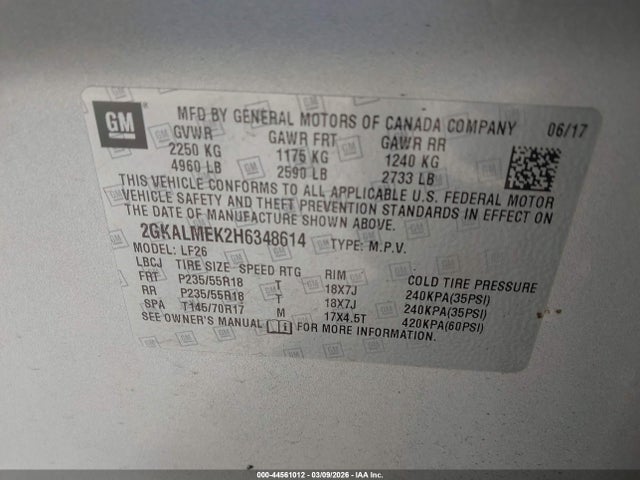 GM
MFD BY GENERAL MOTORS OF CANADA COMPANY 06/17
GVWR GAWR FRT GAWR RR
2250 KG 1175 KG 1240 KG
4960 LB 2590 LB 2733 LB
THIS VEHICLE CONFORMS TO ALL APPLICABLE U.S. FEDERAL MOTOR
VEHICLE SAFETY AND THEFT PREVENTION STANDARDS IN EFFECT ON
THE DATE OF MANUFACTURE SHOWN ABOVE.
2GKALMEK2H6348614 TYPE: M.P.V.
MODEL: LF26
LBCJ TIRE SIZE SPEED RTG RIM COLD TIRE PRESSURE
FRT P235/55R18 T 18X7J 240KPA(35PSI)
RR P235/55R18 T 18X7J 240KPA(35PSI)
SPA T145/70R17 M 17X4.5T 420KPA(60PSI)
SEE OWNER'S MANUAL FOR MORE INFORMATION.
000-44561012 - 03/09/2026 - IAA Inc.